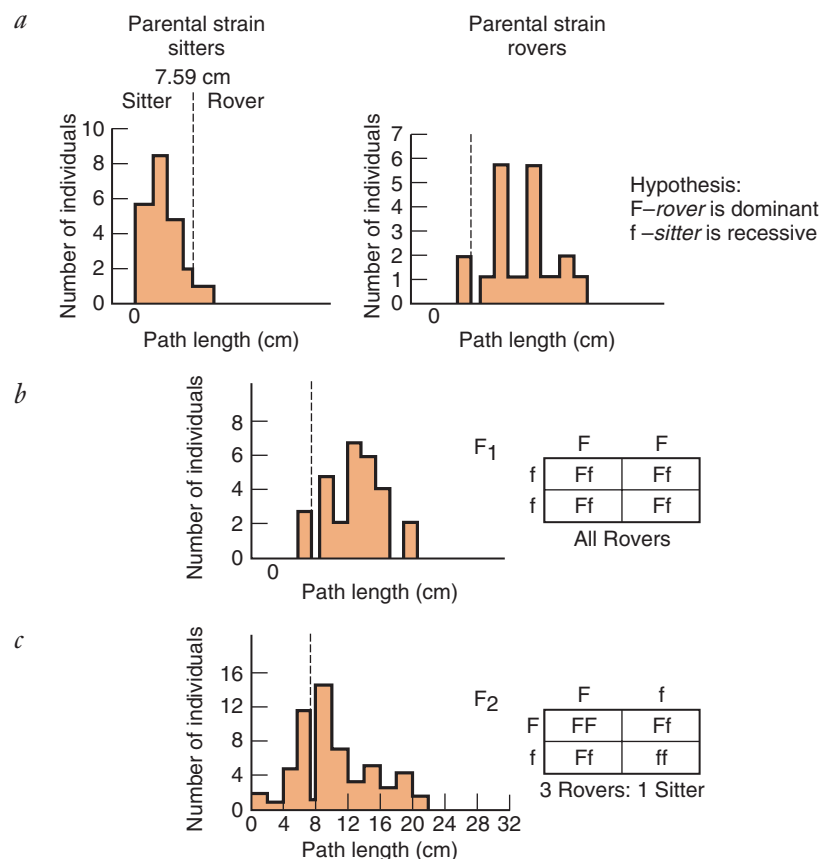 a
Parental strain
sitters
7.59 cm
Sitter
Rover
Number of individuals
10
8
6
4
2
0
0
Path length (cm)
Parental strain
rovers
Number of individuals
7
6
5
4
3
2
1
0
0
Path length (cm)
Hypothesis:
F–rover is dominant
f –sitter is recessive
b
Number of individuals
8
6
4
2
0
0
Path length (cm)
F1
F F
f Ff Ff
f Ff Ff
All Rovers
c
Number of individuals
16
12
8
4
0
0 4 8 12 16 20 24 28 32
Path length (cm)
F2
F f
F FF Ff
f Ff ff
3 Rovers: 1 Sitter